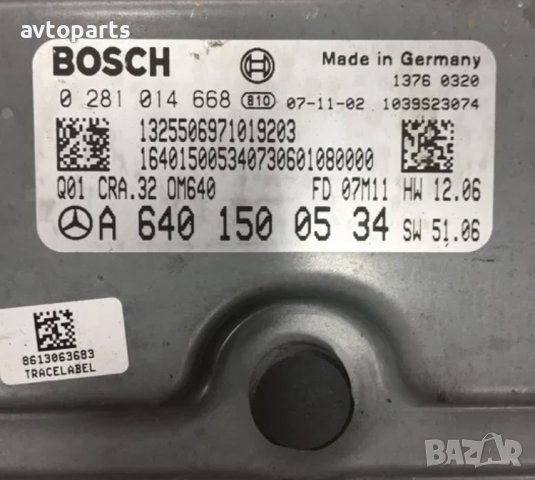 avtoparts
BOSCH
Made in Germany
1376 0320
0 281 014 668 810 07-11-02 1039S23074
1325506971019203
164015005340730601080000
Q01 CRA.32 OM640 FD 07M11 HW 12.06
A 640 150 05 34 SW 51.06
8613063683
TRACELABEL
BAZAR